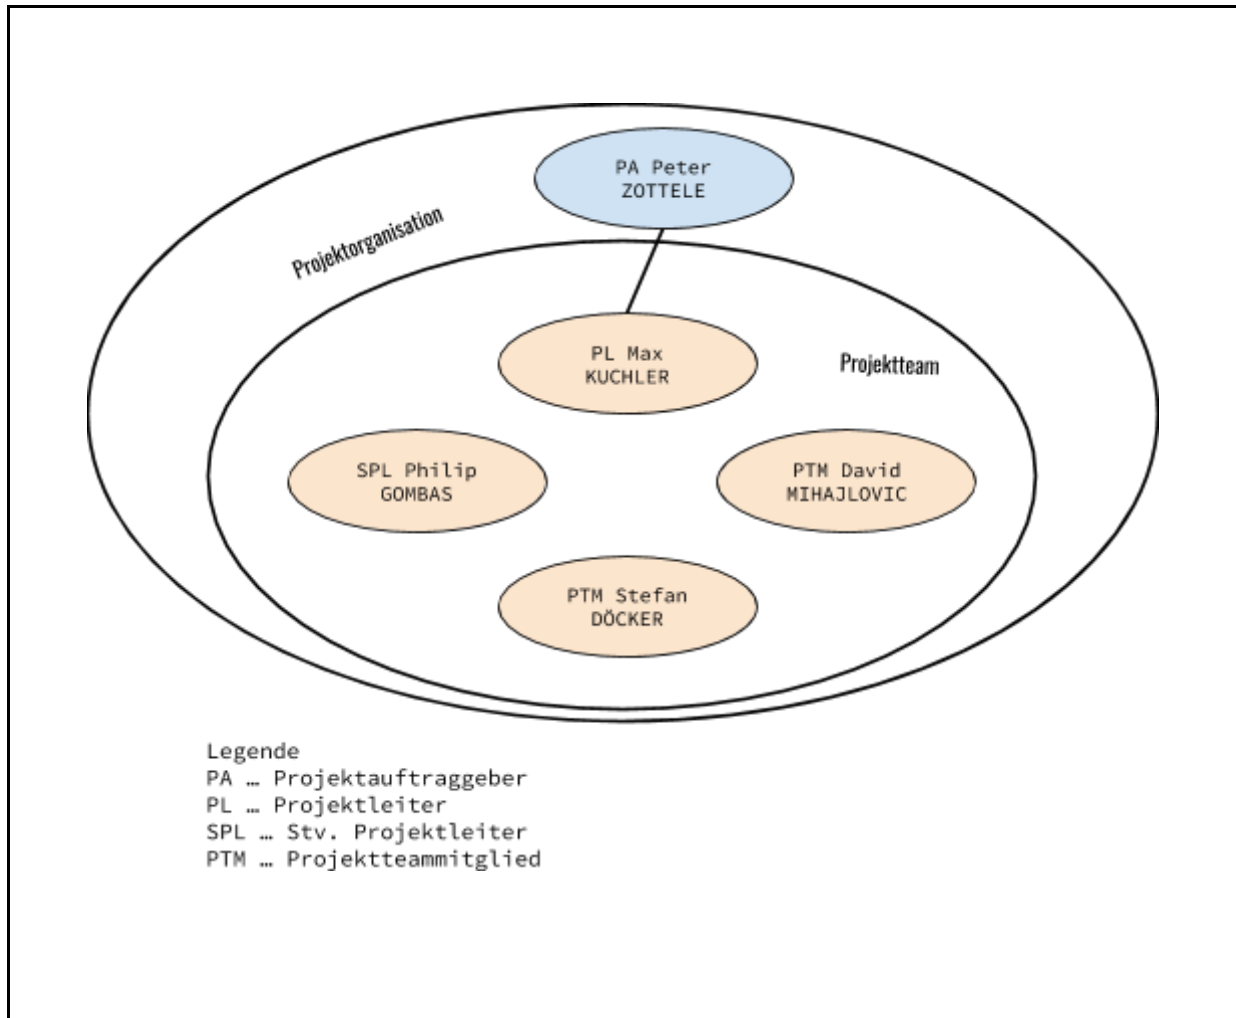 PA Peter
ZOTTELE
Projektorganisation
PL Max
KUCHLER
Projektteam
SPL Philip
GOMBAS
PTM David
MIHAJLOVIC
PTM Stefan
DÖCKER
Legende
PA … Projektauftraggeber
PL … Projektleiter
SPL … Stv. Projektleiter
PTM … Projektteammitglied